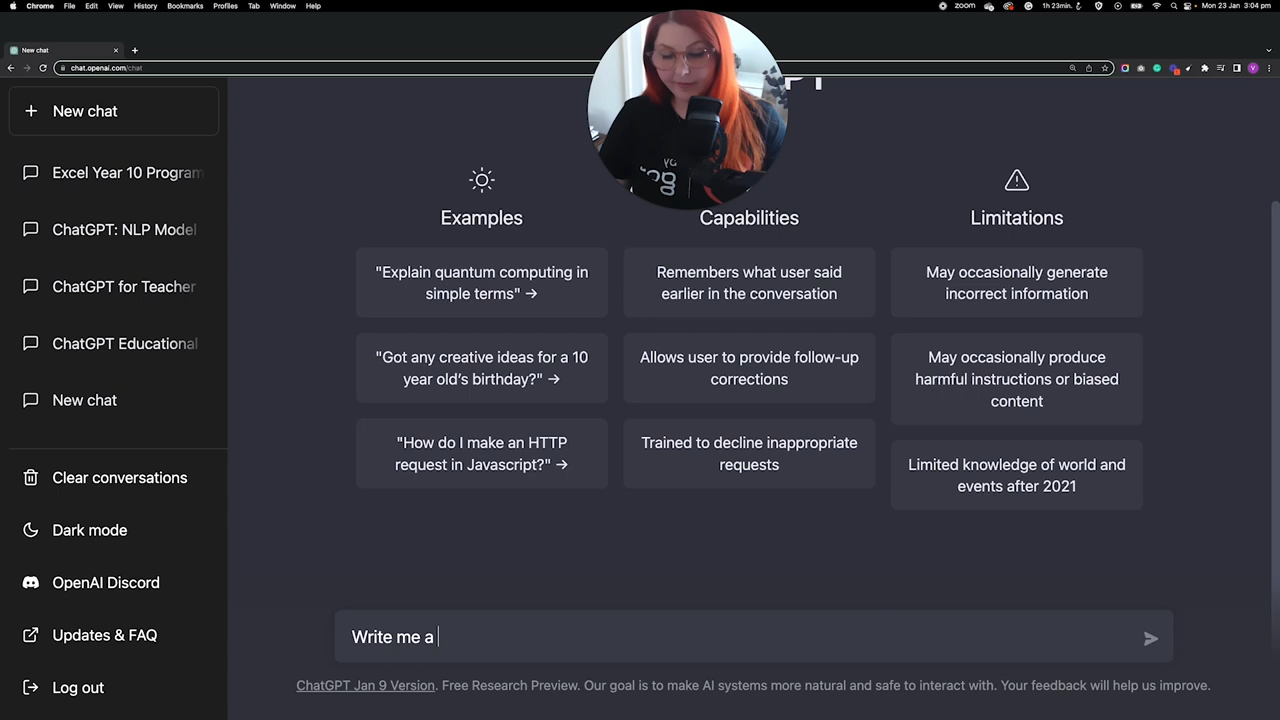 Chrome File Edit View History Bookmarks Profiles Tab Window Help
zoom
1h 23min.
Mon 23 Jan 3:04 pm
New chat
chat.openai.com/chat
New chat
Excel Year 10 Program
ChatGPT: NLP Model
ChatGPT for Teacher
ChatGPT Educational
New chat
Clear conversations
Dark mode
OpenAI Discord
Updates & FAQ
Log out
PT
Examples
"Explain quantum computing in
simple terms" →
"Got any creative ideas for a 10
year old's birthday?" →
"How do I make an HTTP
request in Javascript?" →
Capabilities
Remembers what user said
earlier in the conversation
Allows user to provide follow-up
corrections
Trained to decline inappropriate
requests
Limitations
May occasionally generate
incorrect information
May occasionally produce
harmful instructions or biased
content
Limited knowledge of world and
events after 2021
Write me a
ChatGPT Jan 9 Version. Free Research Preview. Our goal is to make AI systems more natural and safe to interact with. Your feedback will help us improve.